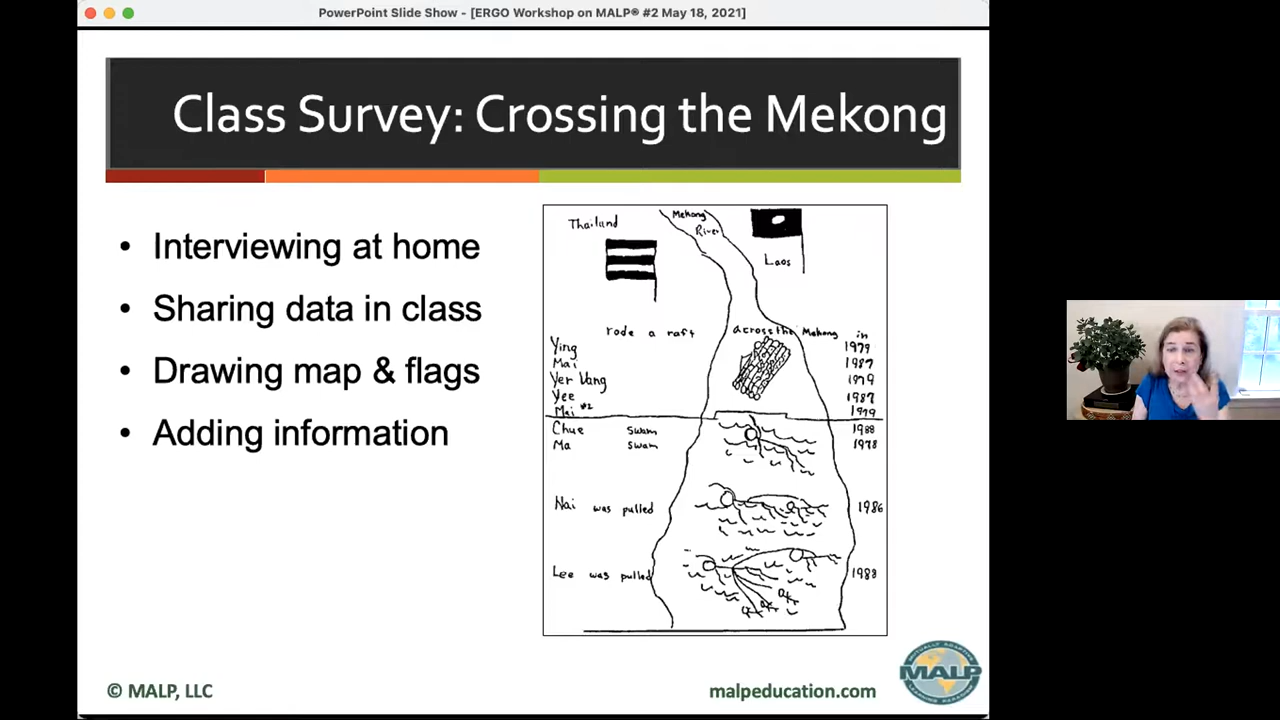 PowerPoint Slide Show - [ERGO Workshop on MALP® #2 May 18, 2021]
Class Survey: Crossing the Mekong
• Interviewing at home
• Sharing data in class
• Drawing map & flags
• Adding information
Thailand
Mekong
River
Laos
rode a raft across the Mekong in
Ying 1979
Mai 1987
Yer Vang 1979
Yee 1987
Mai #2 1979
Chue swam 1988
Ma swam 1978
Nai was pulled 1986
Lee was pulled 1988
© MALP, LLC
malpeducation.com
MALP